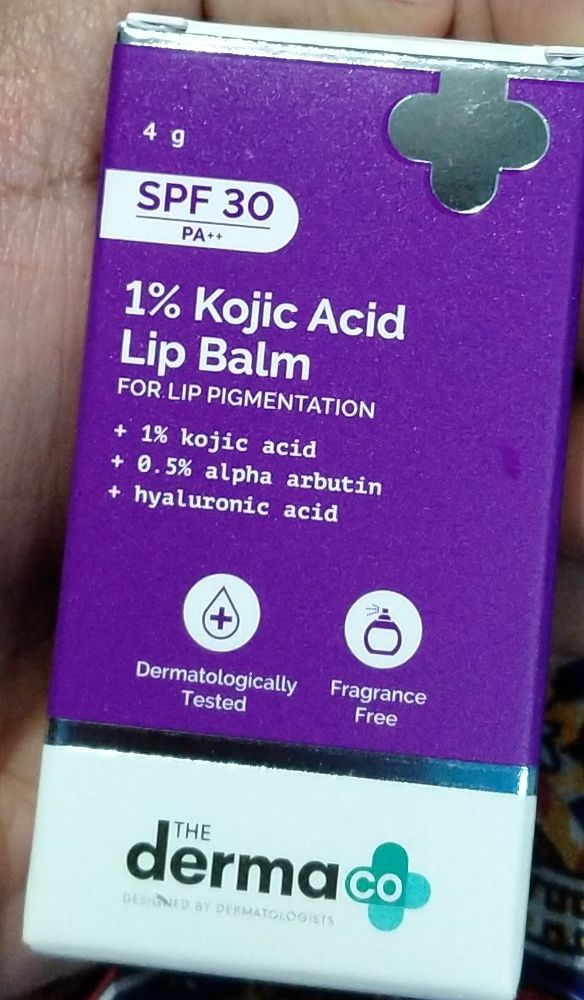 4 g
SPF 30
PA++
1% Kojic Acid
Lip Balm
FOR LIP PIGMENTATION
+ 1% kojic acid
+ 0.5% alpha arbutin
+ hyaluronic acid
Dermatologically
Tested
Fragrance
Free
THE
derma co
DESIGNED BY DERMATOLOGISTS